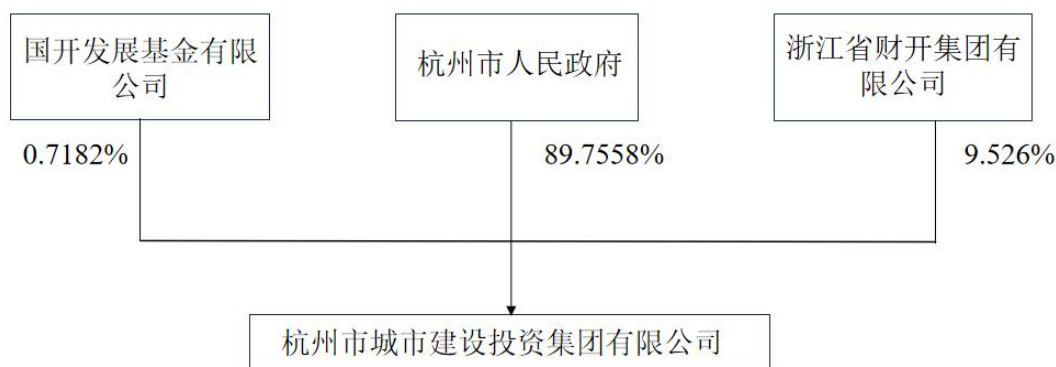 国开发展基金有限
公司
杭州市人民政府
浙江省财开集团有
限公司
0.7182%
89.7558%
9.526%
杭州市城市建设投资集团有限公司